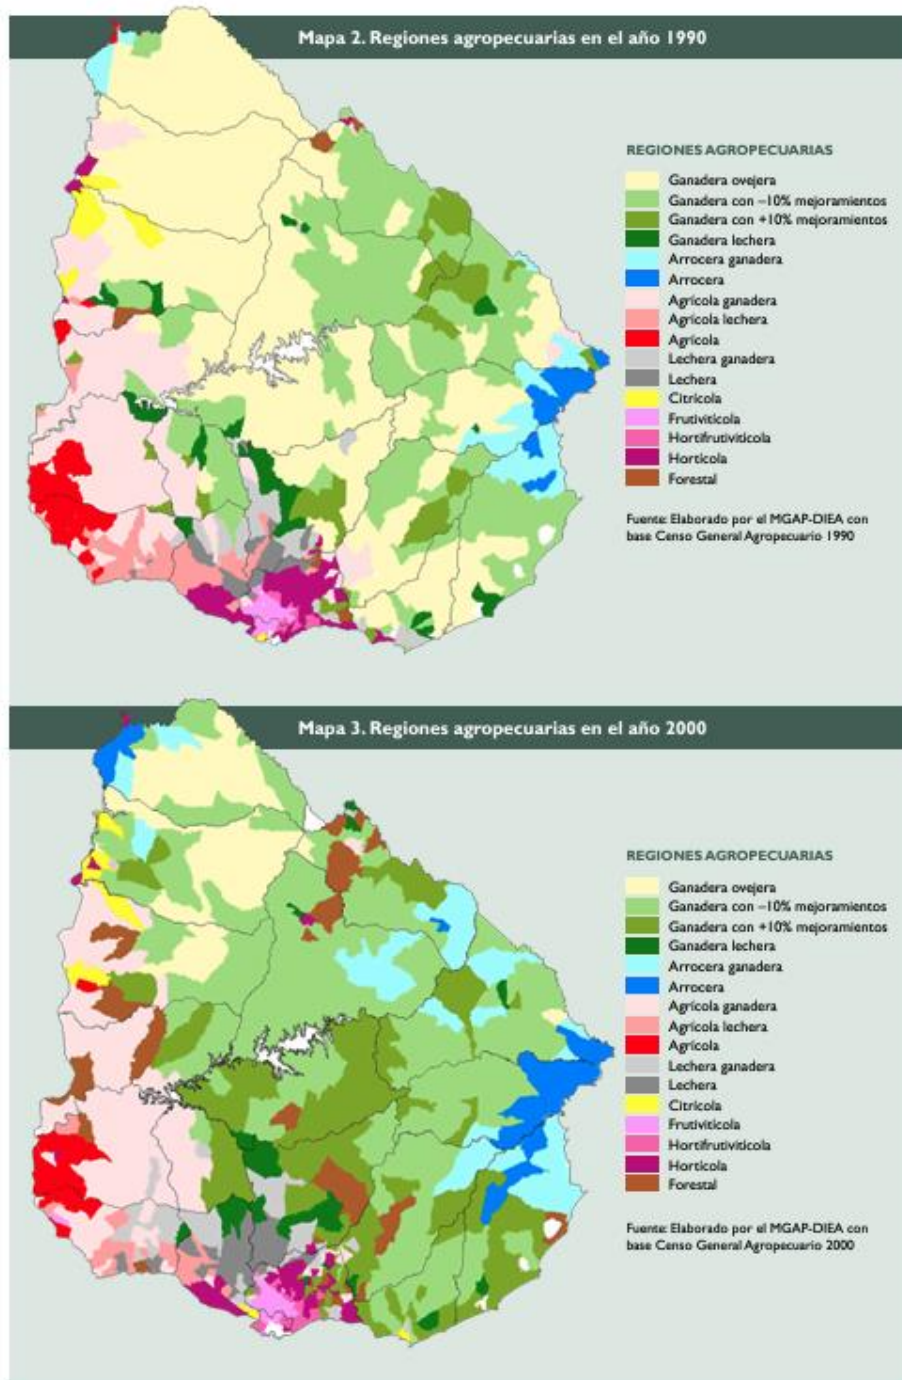 Mapa 2. Regiones agropecuarias en el año 1990
REGIONES AGROPECUARIAS
Ganadera ovejera
Ganadera con –10% mejoramientos
Ganadera con +10% mejoramientos
Ganadera lechera
Arrocera ganadera
Arrocera
Agrícola ganadera
Agrícola lechera
Agrícola
Lechera ganadera
Lechera
Citrícola
Frutivitícola
Hortifrutivitícola
Hortícola
Forestal
Fuente: Elaborado por el MGAP-DIEA con
base Censo General Agropecuario 1990
Mapa 3. Regiones agropecuarias en el año 2000
REGIONES AGROPECUARIAS
Ganadera ovejera
Ganadera con –10% mejoramientos
Ganadera con +10% mejoramientos
Ganadera lechera
Arrocera ganadera
Arrocera
Agrícola ganadera
Agrícola lechera
Agrícola
Lechera ganadera
Lechera
Citrícola
Frutivitícola
Hortifrutivitícola
Hortícola
Forestal
Fuente: Elaborado por el MGAP-DIEA con
base Censo General Agropecuario 2000